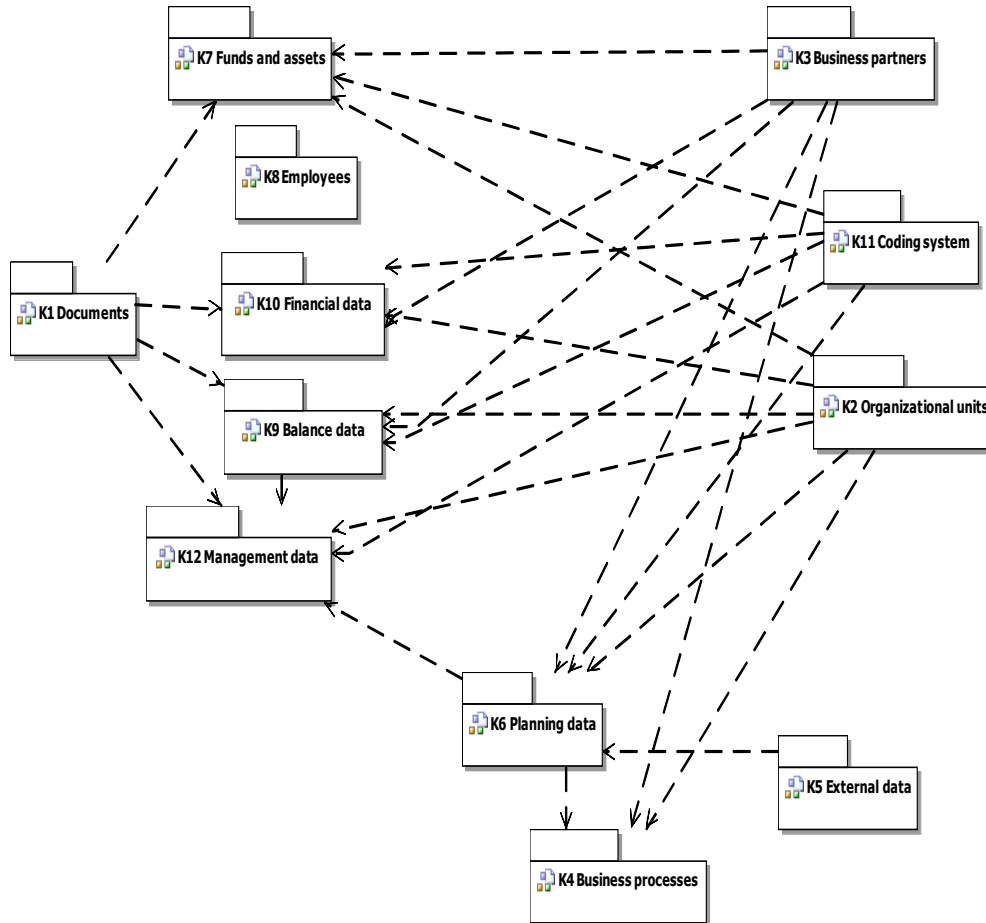 K7 Funds and assets
K3 Business partners
K8 Employees
K11 Coding system
K10 Financial data
K1 Documents
K2 Organizational units
K9 Balance data
K12 Management data
K6 Planning data
K5 External data
K4 Business processes